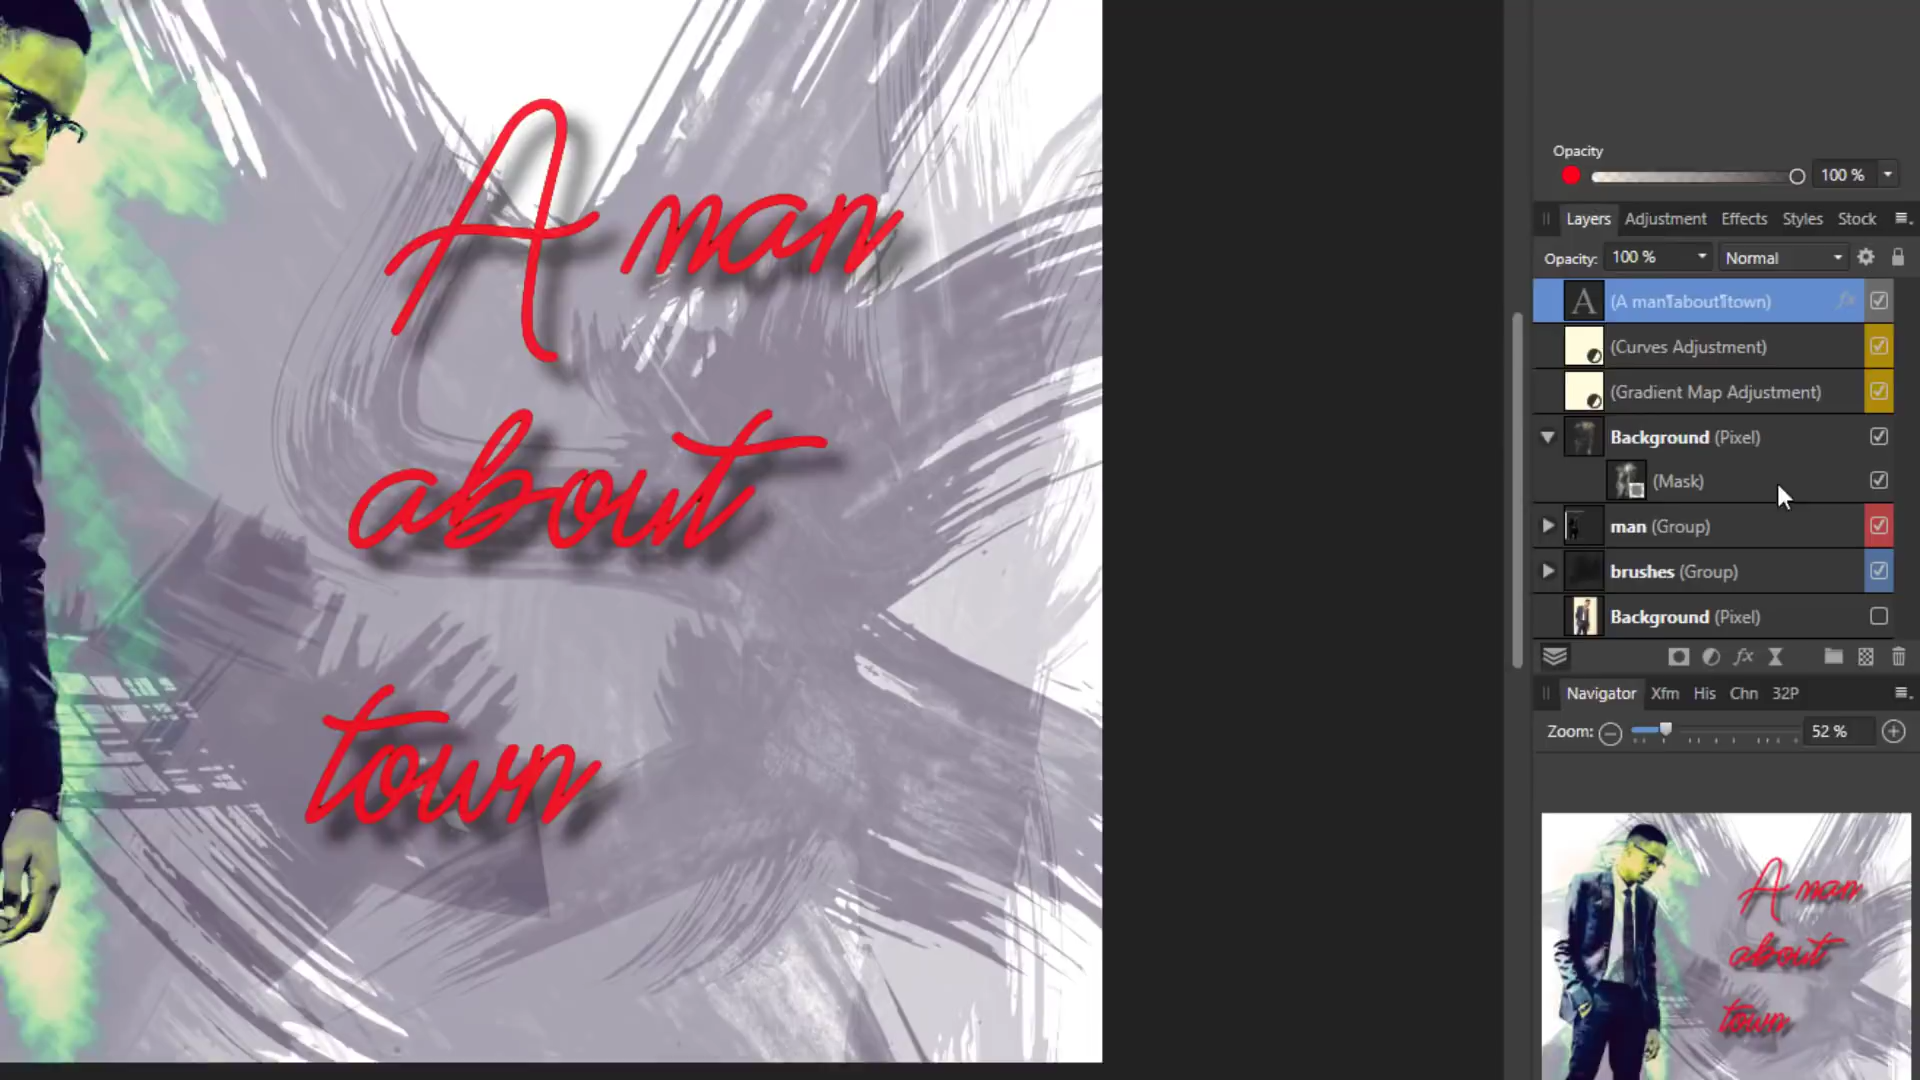 A man
about
town
Opacity
100 %
Layers Adjustment Effects Styles Stock
Opacity: 100 % Normal
A (A man¶about¶town) fx
(Curves Adjustment)
(Gradient Map Adjustment)
Background (Pixel)
(Mask)
man (Group)
brushes (Group)
Background (Pixel)
fx
Navigator Xfm His Chn 32P
Zoom: 52 %
A man
about
town